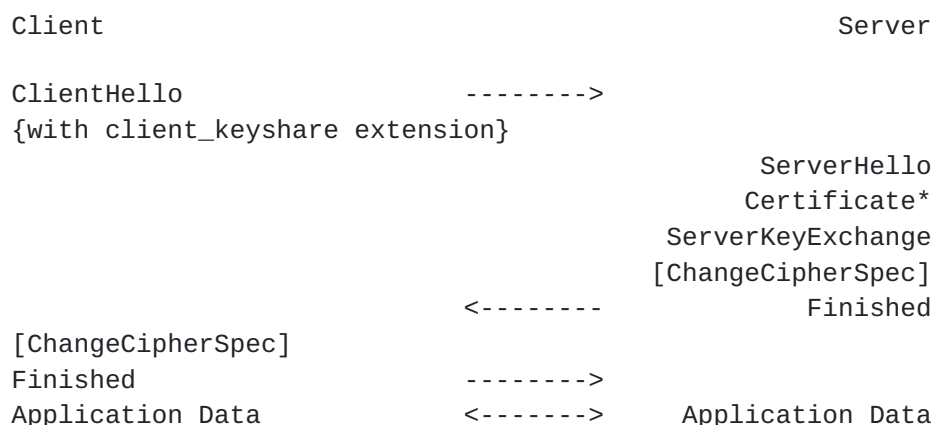 Client Server
ClientHello -------->
{with client_keyshare extension}
ServerHello
Certificate*
ServerKeyExchange
[ChangeCipherSpec]
<-------- Finished
[ChangeCipherSpec]
Finished -------->
Application Data <-------> Application Data